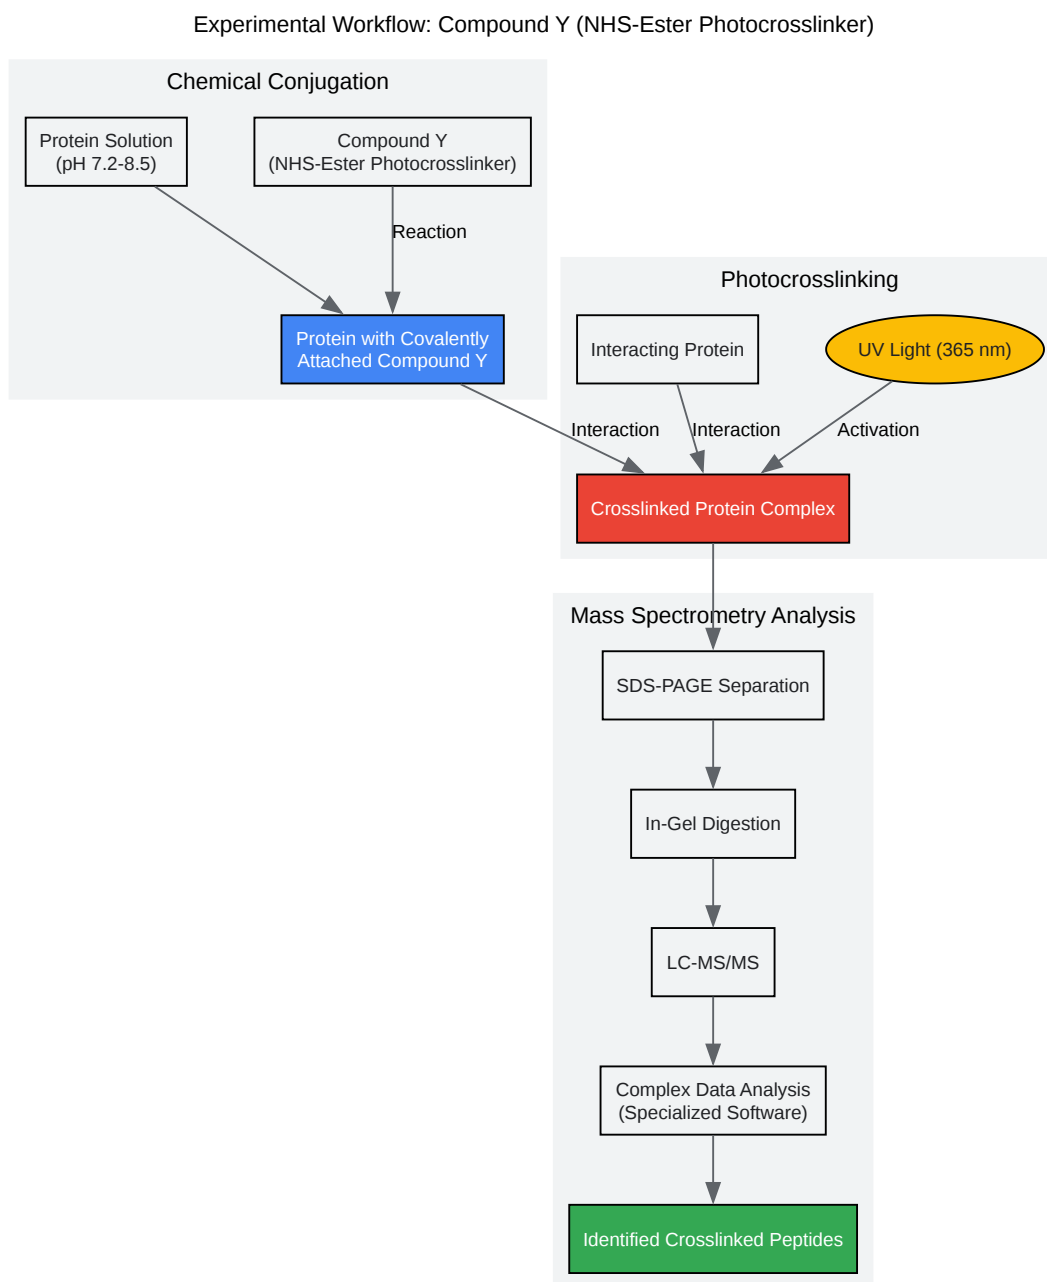 Experimental Workflow: Compound Y (NHS-Ester Photocrosslinker)
Chemical Conjugation
Protein Solution
(pH 7.2-8.5)
Compound Y
(NHS-Ester Photocrosslinker)
Reaction
Protein with Covalently
Attached Compound Y
Photocrosslinking
Interacting Protein
UV Light (365 nm)
Interaction
Interaction
Activation
Crosslinked Protein Complex
Mass Spectrometry Analysis
SDS-PAGE Separation
In-Gel Digestion
LC-MS/MS
Complex Data Analysis
(Specialized Software)
Identified Crosslinked Peptides